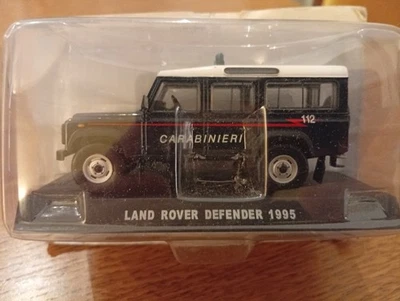 112
CARABINIERI
LAND ROVER DEFENDER 1995